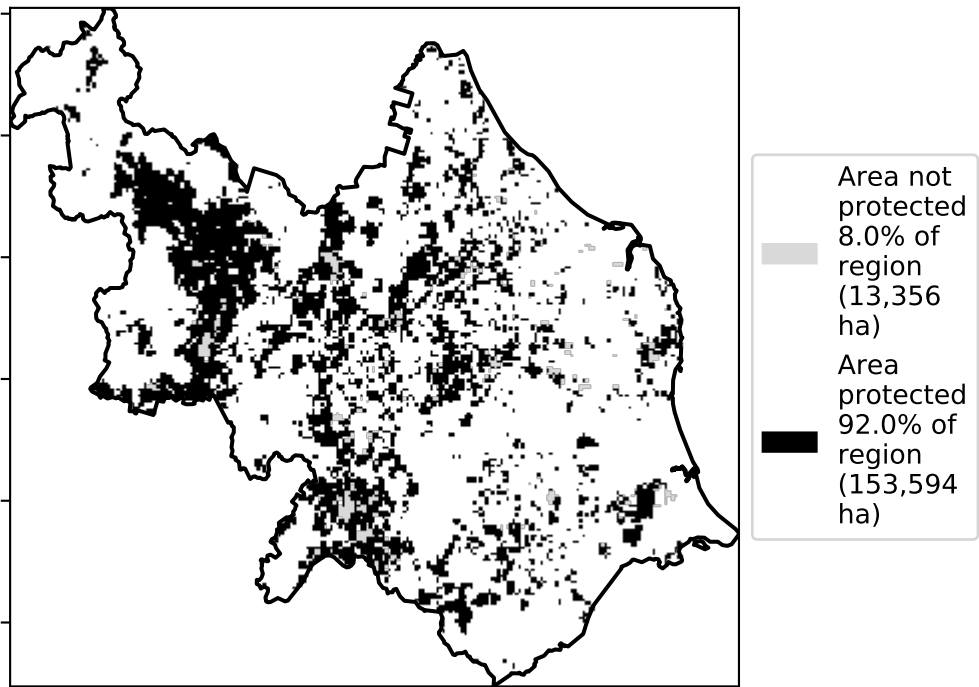 Area not
protected
8.0% of
region
(13,356
ha)
Area
protected
92.0% of
region
(153,594
ha)